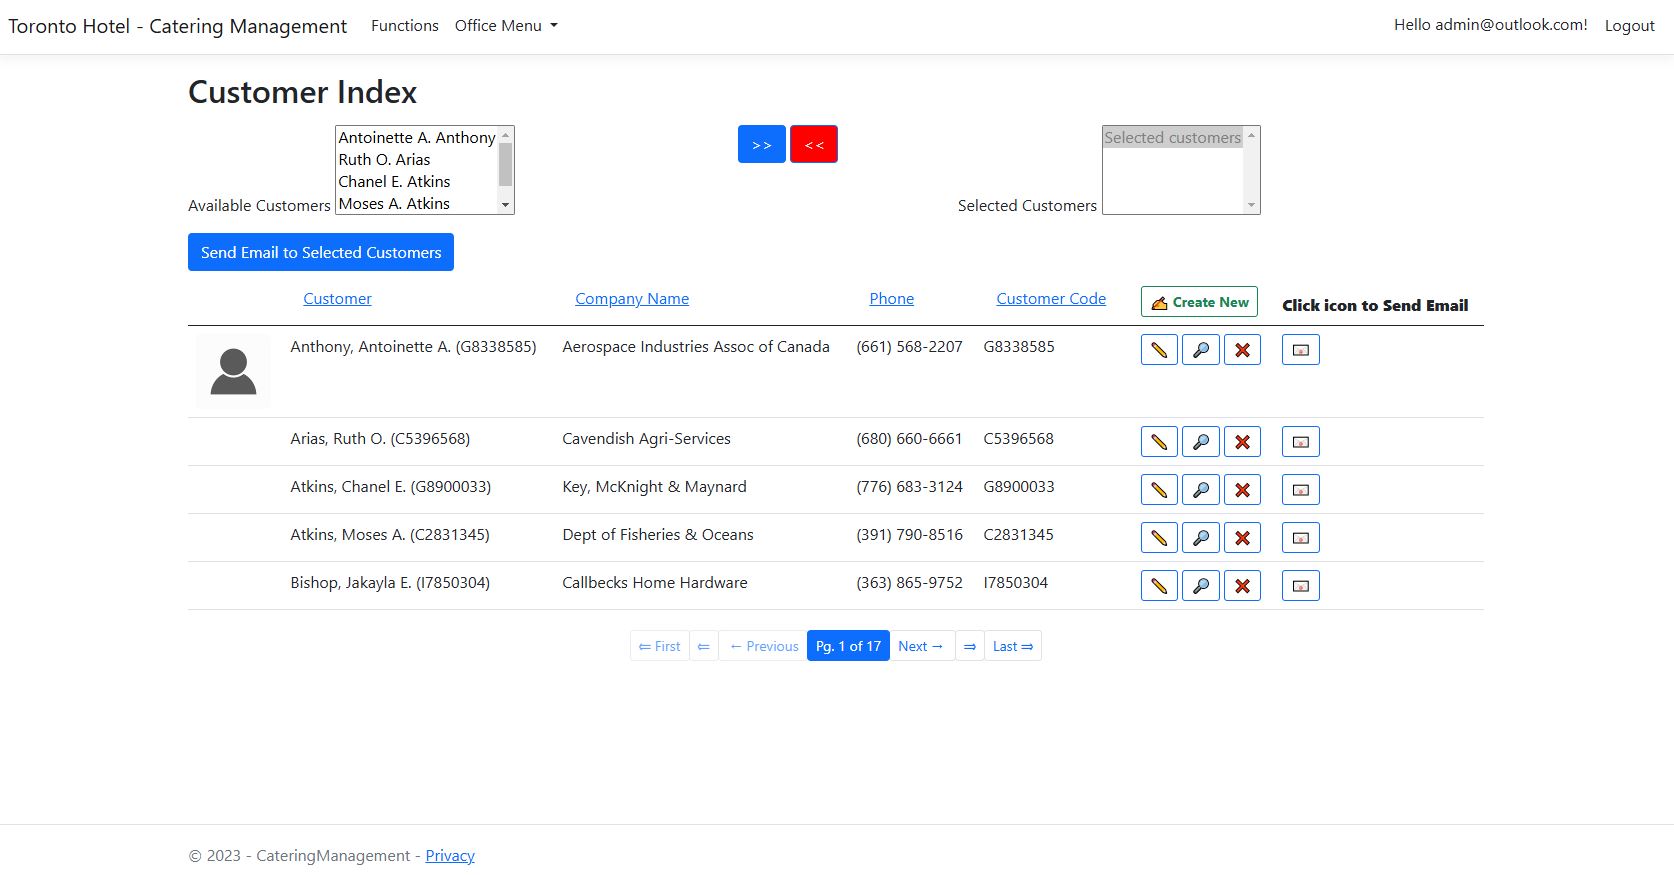 Toronto Hotel - Catering Management Functions Office Menu Hello admin@outlook.com! Logout
Customer Index
Available Customers
Antoinette A. Anthony
Ruth O. Arias
Chanel E. Atkins
Moses A. Atkins
>> <<
Selected Customers
Selected customers
Send Email to Selected Customers
Customer Company Name Phone Customer Code Create New Click icon to Send Email
Anthony, Antoinette A. (G8338585) Aerospace Industries Assoc of Canada (661) 568-2207 G8338585
Arias, Ruth O. (C5396568) Cavendish Agri-Services (680) 660-6661 C5396568
Atkins, Chanel E. (G8900033) Key, McKnight & Maynard (776) 683-3124 G8900033
Atkins, Moses A. (C2831345) Dept of Fisheries & Oceans (391) 790-8516 C2831345
Bishop, Jakayla E. (I7850304) Callbecks Home Hardware (363) 865-9752 I7850304
⇐ First ⇐ ← Previous Pg. 1 of 17 Next → ⇒ Last ⇒
© 2023 - CateringManagement - Privacy